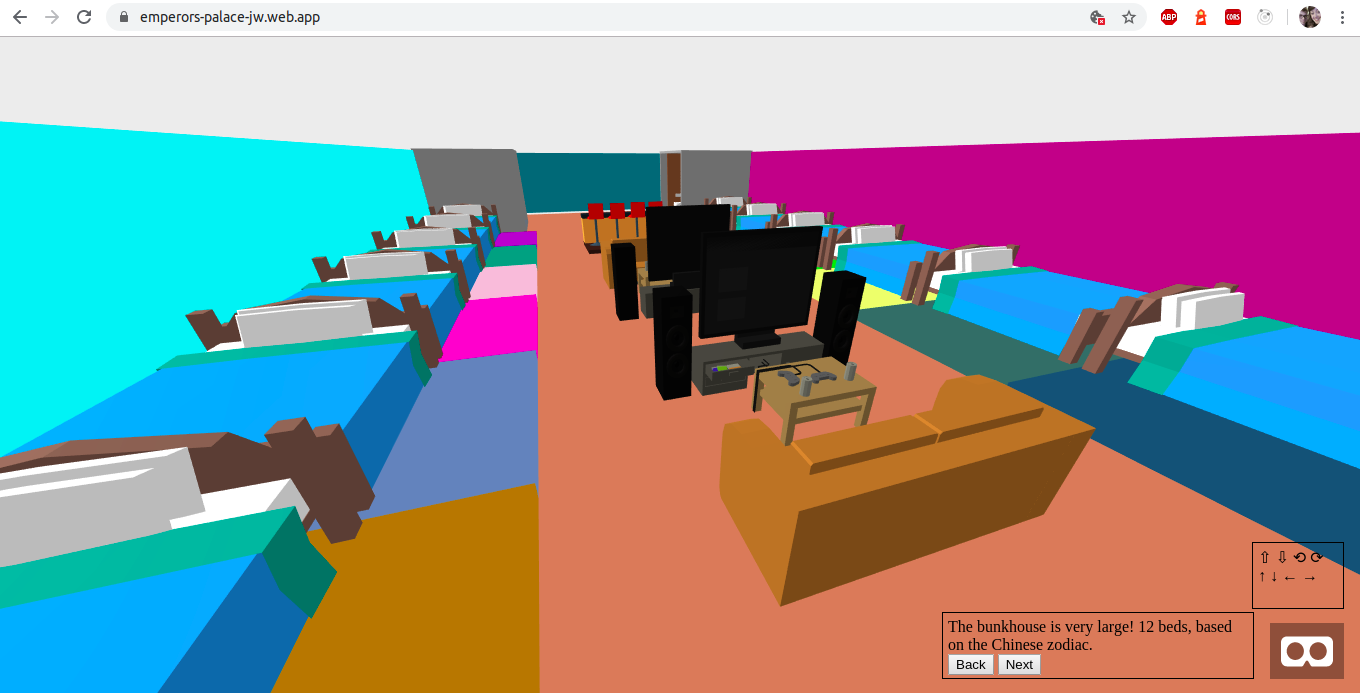 emperors-palace-jw.web.app
ABP
CORS
⇧ ⇩ ⟲ ⟳
↑ ↓ ← →
The bunkhouse is very large! 12 beds, based
on the Chinese zodiac.
Back Next